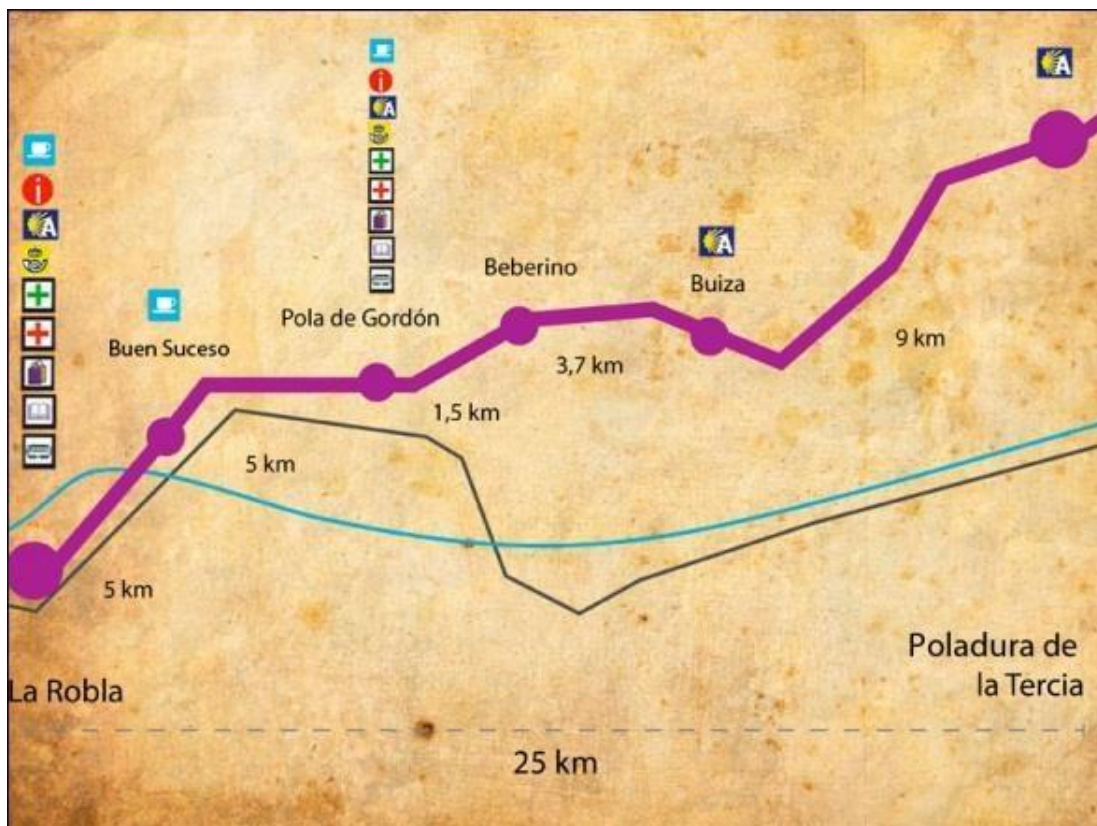 A
i
A
i
A
A
Beberino
Buiza
Pola de Gordón
Buen Suceso
9 km
3,7 km
1,5 km
5 km
5 km
Poladura de
la Tercia
La Robla
25 km